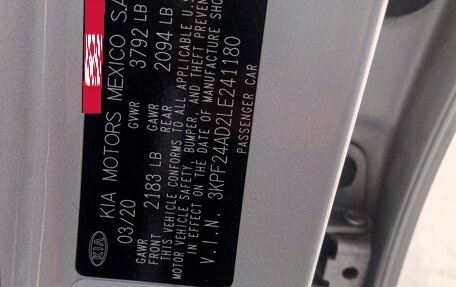 KIA
KIA MOTORS MEXICO S.A
03/20 GVWR 3792 LB
GAWR FRONT 2183 LB GAWR REAR 2094 LB
THIS VEHICLE CONFORMS TO ALL APPLICABLE U.S
MOTOR VEHICLE SAFETY, BUMPER, AND THEFT PREVEN
IN EFFECT ON THE DATE OF MANUFACTURE SHO
V.I.N. 3KPF24AD2LE241180
PASSENGER CAR